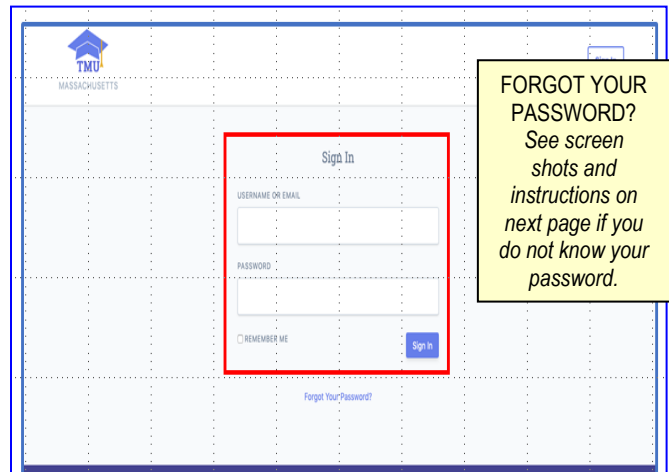 TMU
MASSACHUSETTS
FORGOT YOUR
PASSWORD?
See screen
shots and
instructions on
next page if you
do not know your
password.
Sign In
USERNAME OR EMAIL
PASSWORD
REMEMBER ME
Sign In
Forgot Your Password?